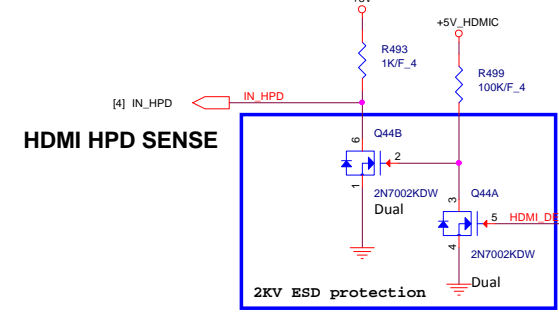 +5V_HDMIC
R493
1K/F_4
R499
100K/F_4
[4] IN_HPD
IN_HPD
HDMI HPD SENSE
Q44B
6
2
1
2N7002KDW
Dual
Q44A
3
5
HDMI_DE
4
2N7002KDW
Dual
2KV ESD protection